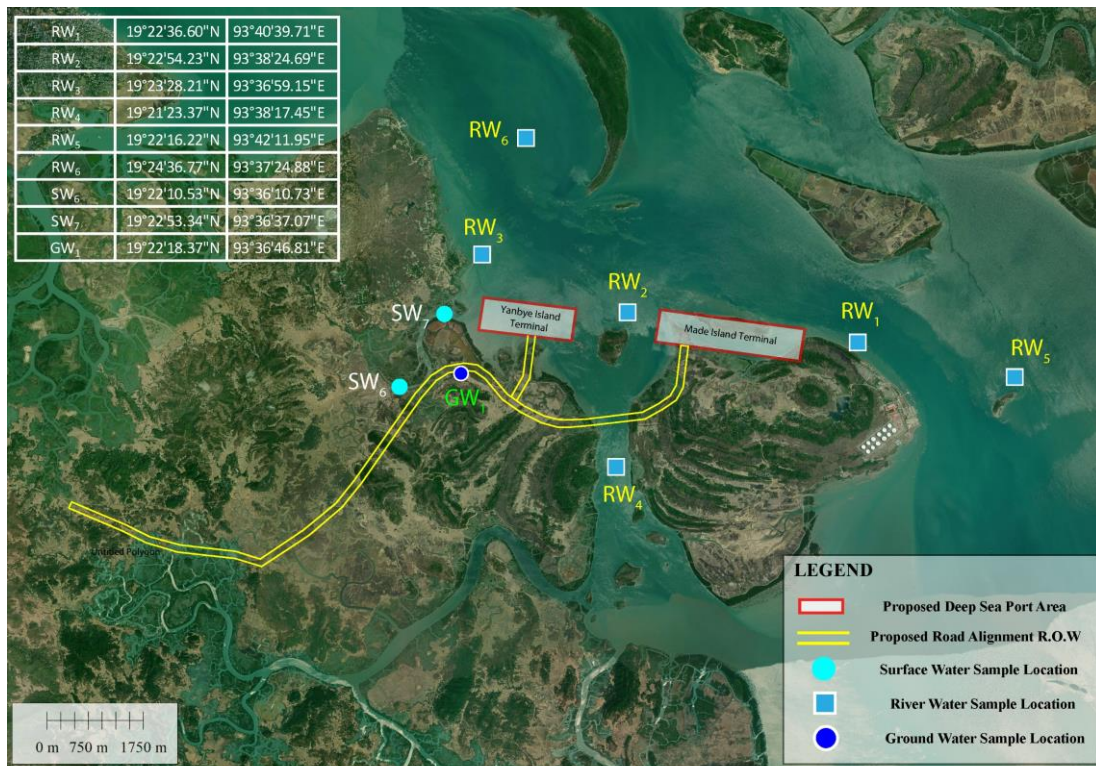 RW₁ 19°22'36.60"N 93°40'39.71"E
RW₂ 19°22'54.23"N 93°38'24.69"E
RW₃ 19°23'28.21"N 93°36'59.15"E
RW₄ 19°21'23.37"N 93°38'17.45"E
RW₅ 19°22'16.22"N 93°42'11.95"E
RW₆ 19°24'36.77"N 93°37'24.88"E
SW₆ 19°22'10.53"N 93°36'10.73"E
SW₇ 19°22'53.34"N 93°36'37.07"E
GW₁ 19°22'18.37"N 93°36'46.81"E
RW₆
RW₃
RW₂
SW₇
Yanbye Island
Terminal
Made Island Terminal
RW₁
RW₅
SW₆
GW₁
RW₄
Untitled Polygon
LEGEND
Proposed Deep Sea Port Area
Proposed Road Alignment R.O.W
Surface Water Sample Location
River Water Sample Location
Ground Water Sample Location
0 m 750 m 1750 m